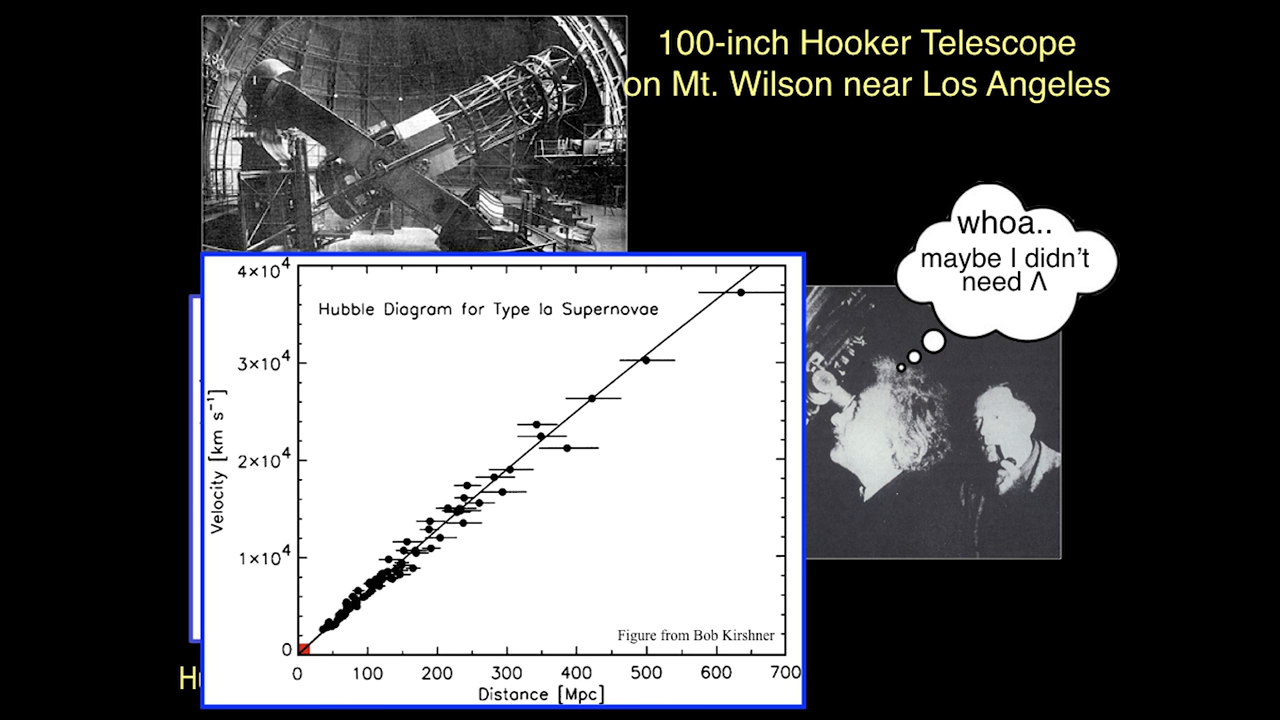 100-inch Hooker Telescope
on Mt. Wilson near Los Angeles
whoa..
maybe I didn't
need Λ
Hubble Diagram for Type Ia Supernovae
4×10⁴
3×10⁴
2×10⁴
1×10⁴
0
Velocity [km s⁻¹]
Figure from Bob Kirshner
0 100 200 300 400 500 600 700
Distance [Mpc]